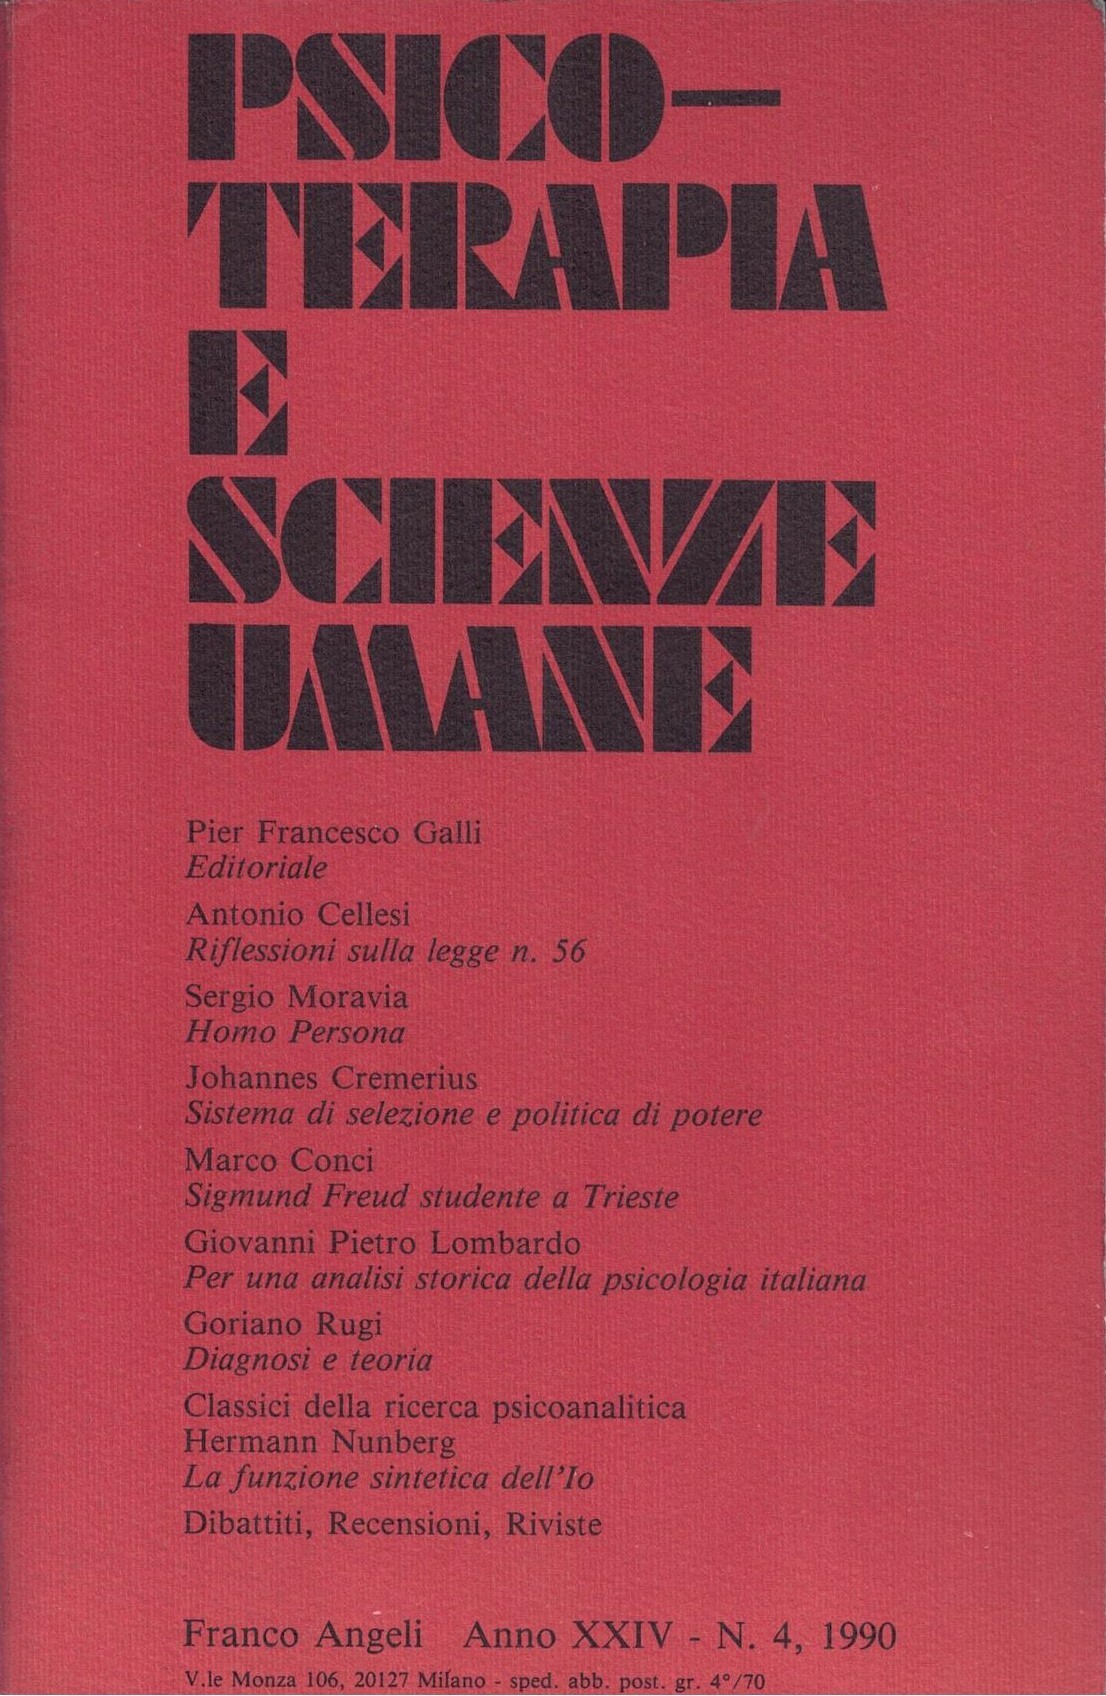 PSICO—
TERAPIA
E
SCIENZE
UMANE
Pier Francesco Galli
Editoriale
Antonio Cellesi
Riflessioni sulla legge n. 56
Sergio Moravia
Homo Persona
Johannes Cremerius
Sistema di selezione e politica di potere
Marco Conci
Sigmund Freud studente a Trieste
Giovanni Pietro Lombardo
Per una analisi storica della psicologia italiana
Goriano Rugi
Diagnosi e teoria
Classici della ricerca psicoanalitica
Hermann Nunberg
La funzione sintetica dell'Io
Dibattiti, Recensioni, Riviste
Franco Angeli Anno XXIV - N. 4, 1990
V.le Monza 106, 20127 Milano - sped. abb. post. gr. 4°/70